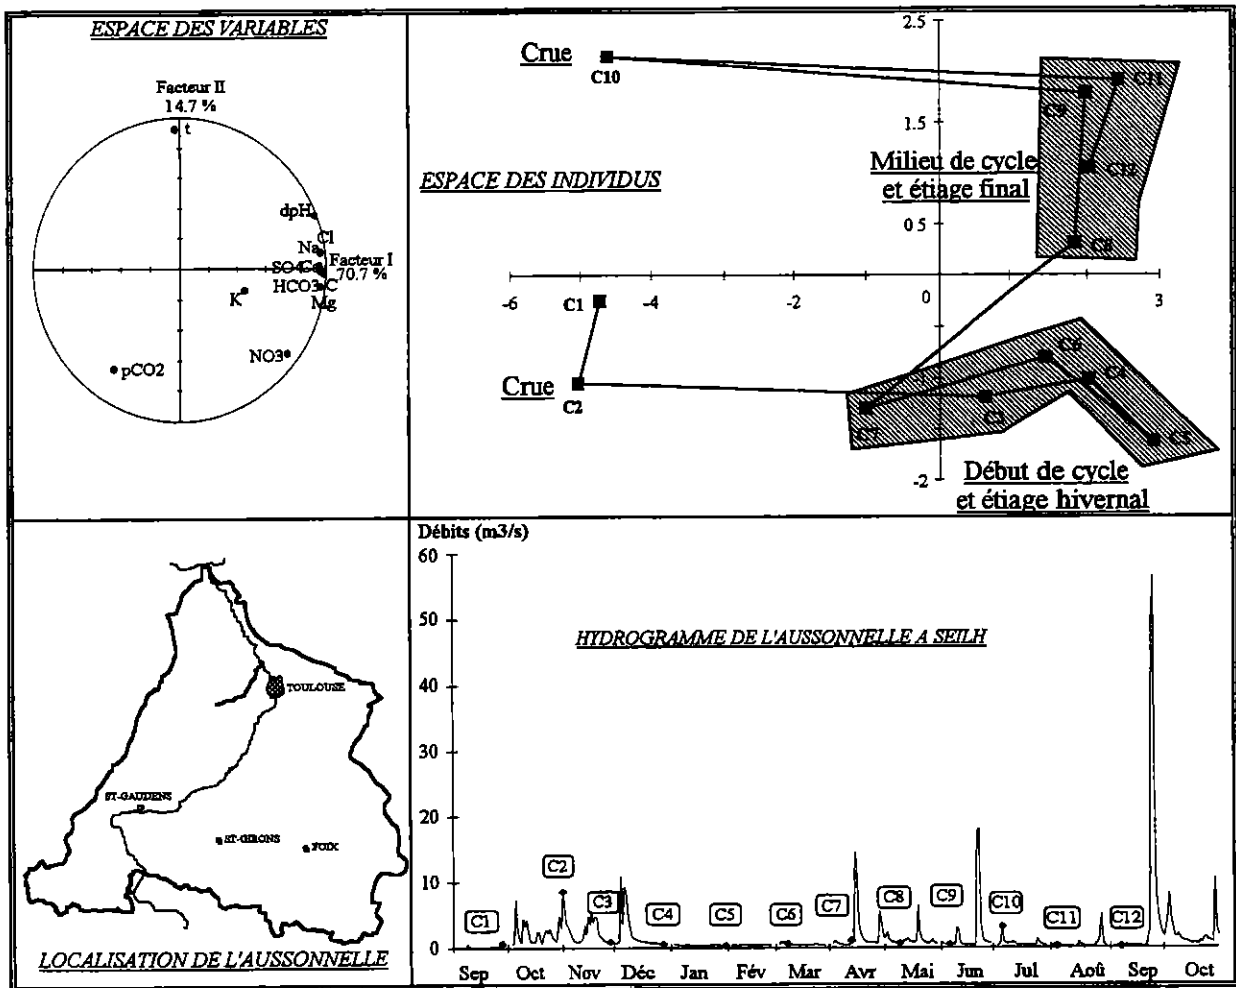 ESPACE DES VARIABLES
Facteur II
14.7 %
t
dpH
Cl
Na
Facteur I
SO4
Ca
70.7 %
HCO3
C
K
Mg
NO3
pCO2
ESPACE DES INDIVIDUS
2.5
1.5
0 5
-6
-4
-2
0
3
-1
-2
Crue
C10
C11
C9
Milieu de cycle
et étiage final
C12
C8
C1
Crue
C2
C6
C4
C3
C7
C5
Début de cycle
et étiage hivernal
TOULOUSE
ST-GAUDENS
ST-GIRONS
FOIX
LOCALISATION DE L'AUSSONNELLE
Débits (m3/s)
60
50
40
30
20
10
0
HYDROGRAMME DE L'AUSSONNELLE A SEILH
C1
C2
C3
C4
C5
C6
C7
C8
C9
C10
C11
C12
Sep Oct Nov Déc Jan Fév Mar Avr Mai Jun Jul Aoû Sep Oct